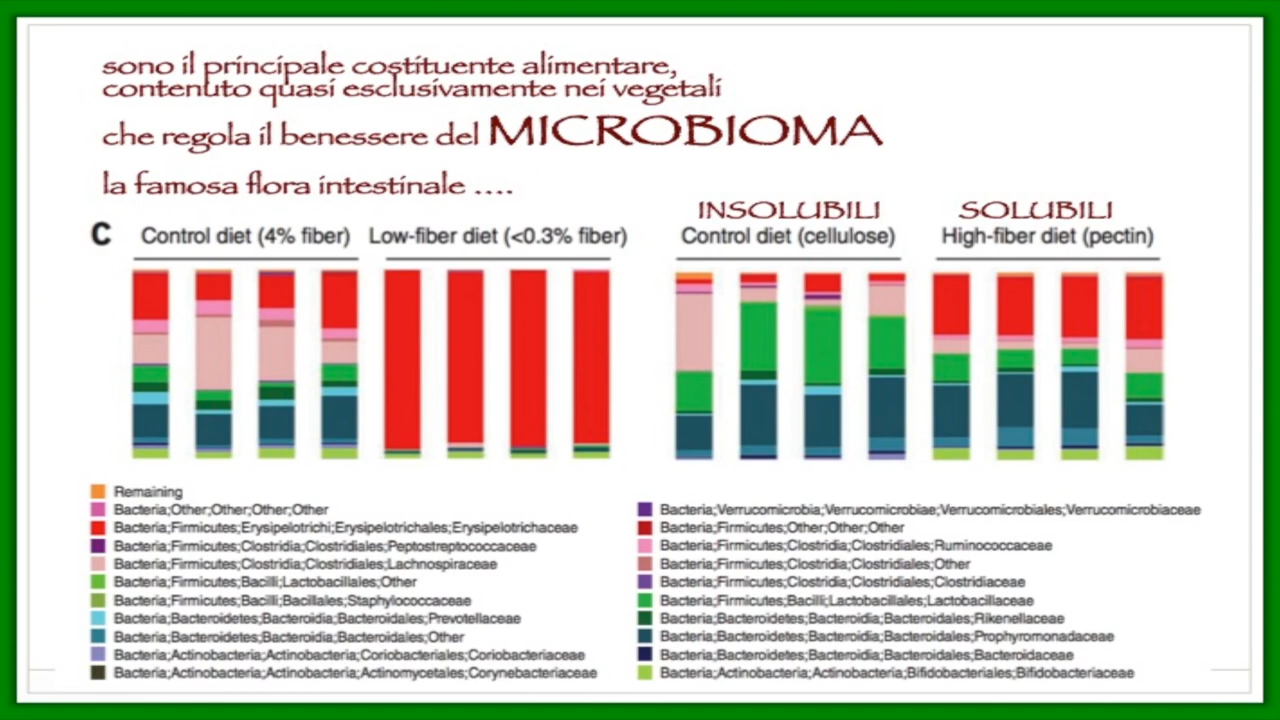 sono il principale costituente alimentare,
contenuto quasi esclusivamente nei vegetali
che regola il benessere del MICROBIOMA
la famosa flora intestinale ....
INSOLUBILI SOLUBILI
C Control diet (4% fiber) Low-fiber diet (<0.3% fiber) Control diet (cellulose) High-fiber diet (pectin)
Remaining
Bacteria;Other;Other;Other;Other
Bacteria;Firmicutes;Erysipelotrichi;Erysipelotrichales;Erysipelotrichaceae
Bacteria;Firmicutes;Clostridia;Clostridiales;Peptostreptococcaceae
Bacteria;Firmicutes;Clostridia;Clostridiales;Lachnospiraceae
Bacteria;Firmicutes;Bacilli;Lactobacillales;Other
Bacteria;Firmicutes;Bacilli;Bacillales;Staphylococcaceae
Bacteria;Bacteroidetes;Bacteroidia;Bacteroidales;Prevotellaceae
Bacteria;Bacteroidetes;Bacteroidia;Bacteroidales;Other
Bacteria;Actinobacteria;Actinobacteria;Coriobacteriales;Coriobacteriaceae
Bacteria;Actinobacteria;Actinobacteria;Actinomycetales;Corynebacteriaceae
Bacteria;Verrucomicrobia;Verrucomicrobiae;Verrucomicrobiales;Verrucomicrobiaceae
Bacteria;Firmicutes;Other;Other;Other
Bacteria;Firmicutes;Clostridia;Clostridiales;Ruminococcaceae
Bacteria;Firmicutes;Clostridia;Clostridiales;Other
Bacteria;Firmicutes;Clostridia;Clostridiales;Clostridiaceae
Bacteria;Firmicutes;Bacilli;Lactobacillales;Lactobacillaceae
Bacteria;Bacteroidetes;Bacteroidia;Bacteroidales;Rikenellaceae
Bacteria;Bacteroidetes;Bacteroidia;Bacteroidales;Prophyromonadaceae
Bacteria;Bacteroidetes;Bacteroidia;Bacteroidales;Bacteroidaceae
Bacteria;Actinobacteria;Actinobacteria;Bifidobacteriales;Bifidobacteriaceae